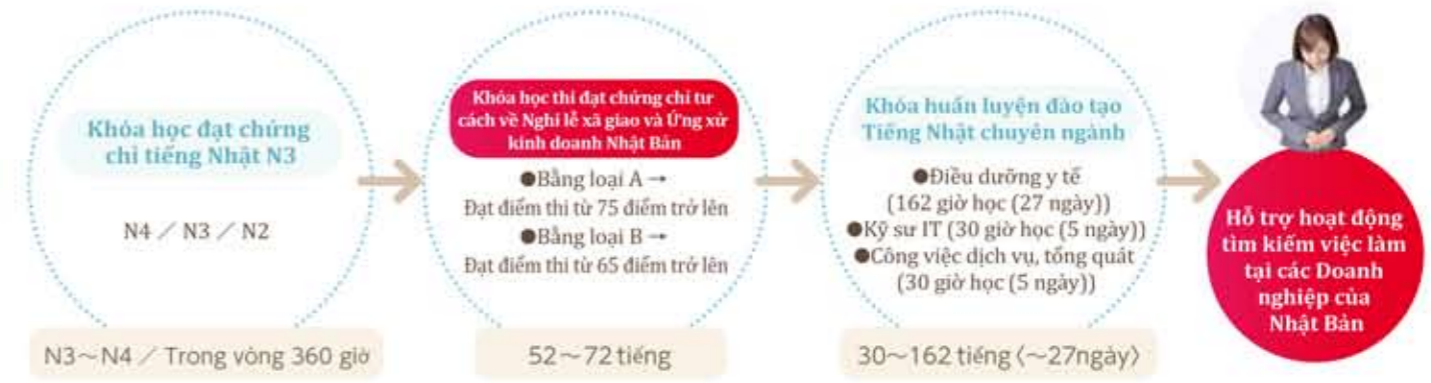 Khóa học đạt chứng
chỉ tiếng Nhật N3
N4 / N3 / N2
N3～N4 / Trong vòng 360 giờ
Khóa học thi đạt chứng chỉ tư
cách về Nghi lễ xã giao và Ứng xử
kinh doanh Nhật Bản
●Bằng loại A →
Đạt điểm thi từ 75 điểm trở lên
●Bằng loại B →
Đạt điểm thi từ 65 điểm trở lên
52～72 tiếng
Khóa huấn luyện đào tạo
Tiếng Nhật chuyên ngành
●Điều dưỡng y tế
(162 giờ học (27 ngày))
●Kỹ sư IT (30 giờ học (5 ngày))
●Công việc dịch vụ, tổng quát
(30 giờ học (5 ngày))
30～162 tiếng〈～27ngày〉
Hỗ trợ hoạt động
tìm kiếm việc làm
tại các Doanh
nghiệp của
Nhật Bản